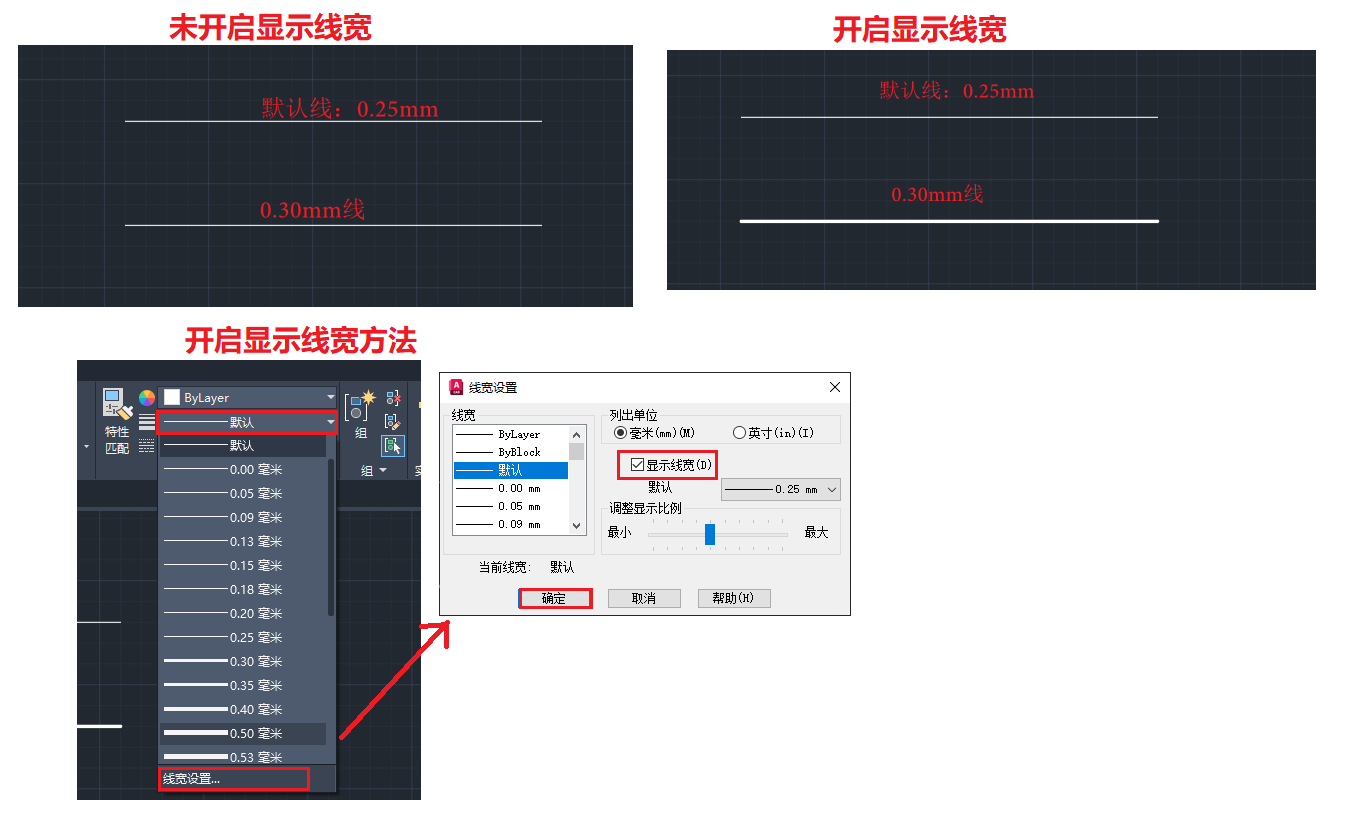 未开启显示线宽
开启显示线宽
默认线：0.25mm
0.30mm线
默认线：0.25mm
0.30mm线
开启显示线宽方法
特性
匹配
ByLayer
默认
默认
0.00 毫米
0.05 毫米
0.09 毫米
0.13 毫米
0.15 毫米
0.18 毫米
0.20 毫米
0.25 毫米
0.30 毫米
0.35 毫米
0.40 毫米
0.50 毫米
0.53 毫米
线宽设置...
组
组
线宽设置
线宽
ByLayer
ByBlock
默认
0.00 mm
0.05 mm
0.09 mm
列出单位
毫米(mm)(M)
英寸(in)(I)
显示线宽(D)
默认
0.25 mm
调整显示比例
最小
最大
当前线宽: 默认
确定
取消
帮助(H)